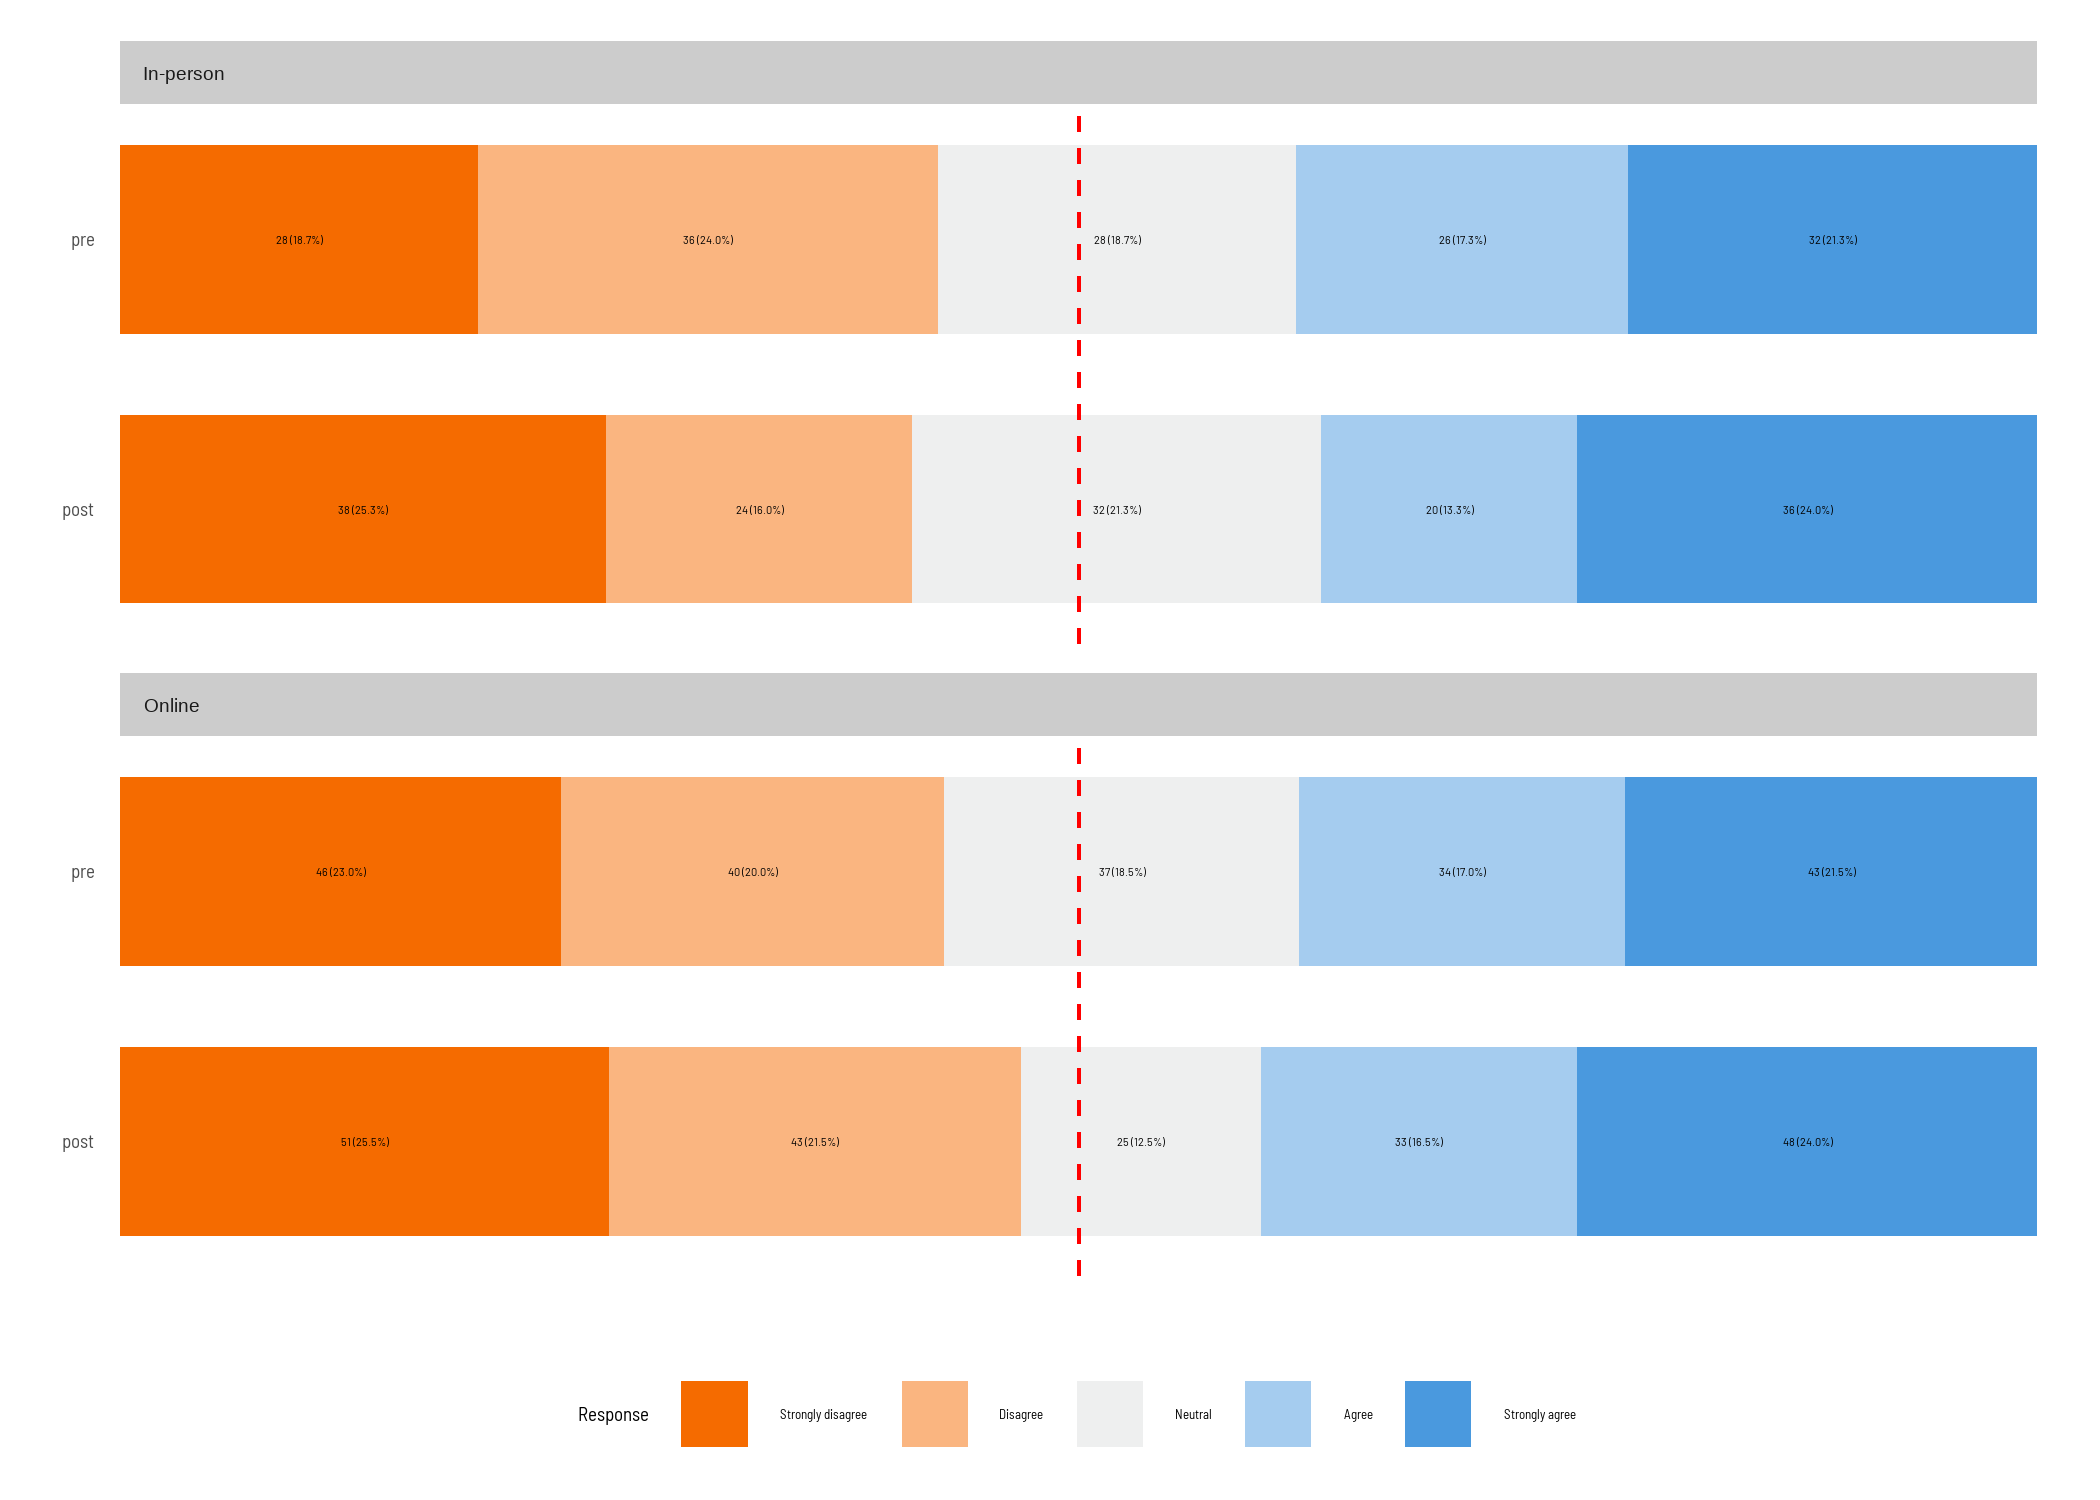 In-person
pre
28 (18.7%) 36 (24.0%) 28 (18.7%) 26 (17.3%) 32 (21.3%)
post
38 (25.3%) 24 (16.0%) 32 (21.3%) 20 (13.3%) 36 (24.0%)
Online
pre
46 (23.0%) 40 (20.0%) 37 (18.5%) 34 (17.0%) 43 (21.5%)
post
51 (25.5%) 43 (21.5%) 25 (12.5%) 33 (16.5%) 48 (24.0%)
Response Strongly disagree Disagree Neutral Agree Strongly agree